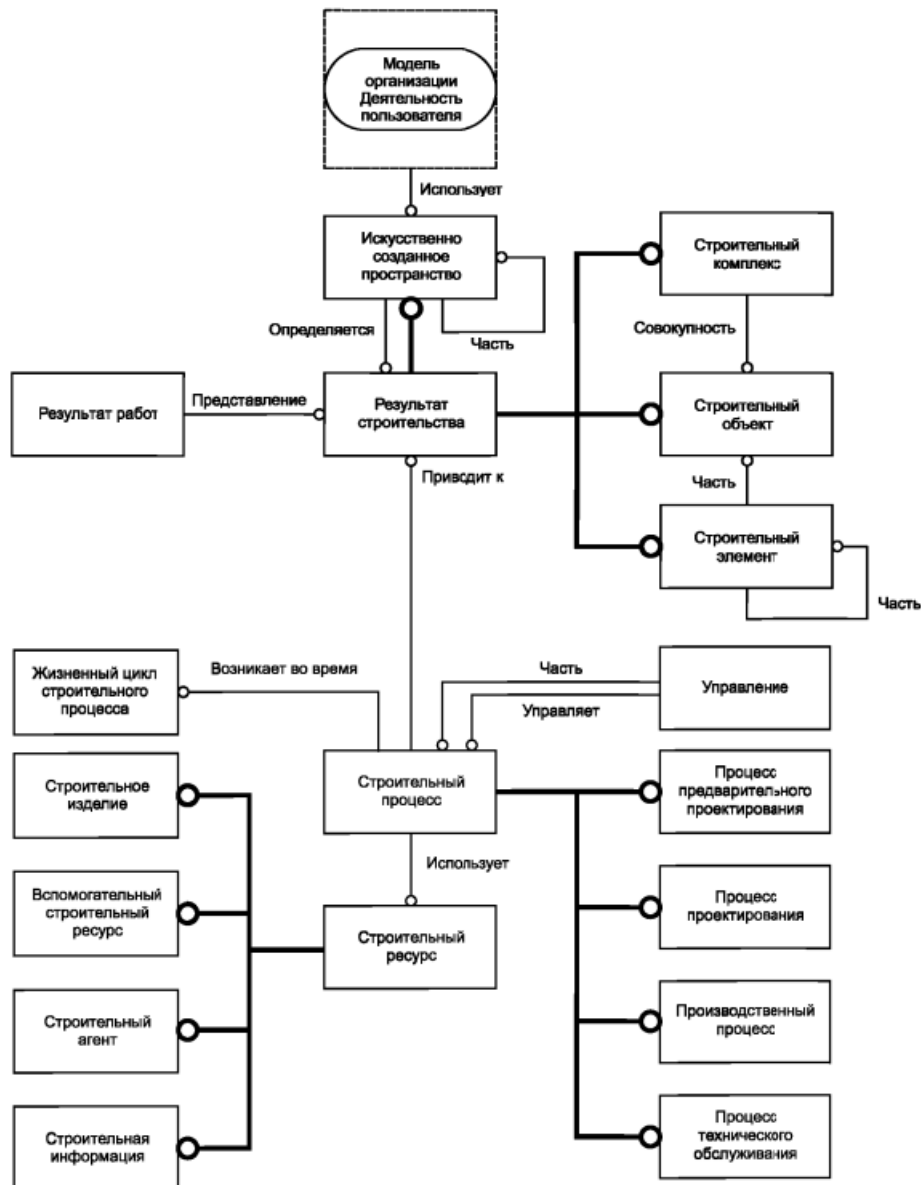 Модель
организации
Деятельность
пользователя
Использует
Искусственно
созданное
пространство
Строительный
комплекс
Определяется
Часть
Совокупность
Результат работ
Представление
Результат
строительства
Строительный
объект
Приводит к
Часть
Строительный
элемент
Часть
Жизненный цикл
строительного
процесса
Возникает во время
Часть
Управляет
Управление
Строительное
изделие
Строительный
процесс
Процесс
предварительного
проектирования
Использует
Вспомогательный
строительный
ресурс
Строительный
ресурс
Процесс
проектирования
Строительный
агент
Производственный
процесс
Строительная
информация
Процесс
технического
обслуживания